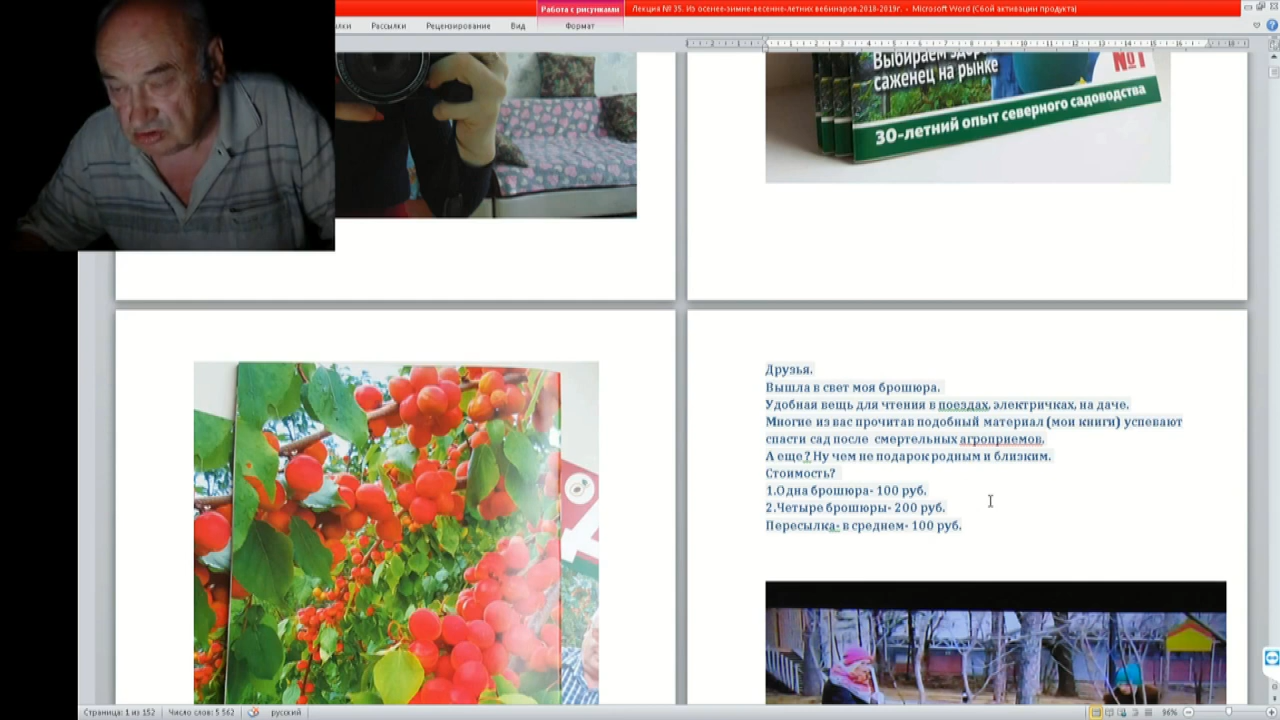 Работа с рисунками
Лекция № 35. Из осенее-зимне-весенне-летних вебинаров.2018-2019г. - Microsoft Word (Сбой активации продукта)
Рассылки
Рецензирование
Вид
Формат
Выбираем
саженец на рынке
№1
30-летний опыт северного садоводства
Друзья.
Вышла в свет моя брошюра.
Удобная вещь для чтения в поездах, электричках, на даче.
Многие из вас прочитав подобный материал (мои книги) успевают
спасти сад после смертельных агроприемов.
А еще? Ну чем не подарок родным и близким.
Стоимость?
1.Одна брошюра- 100 руб.
2.Четыре брошюры- 200 руб.
Пересылка- в среднем- 100 руб.
Страница: 1 из 152
Число слов: 5 562
русский
96%